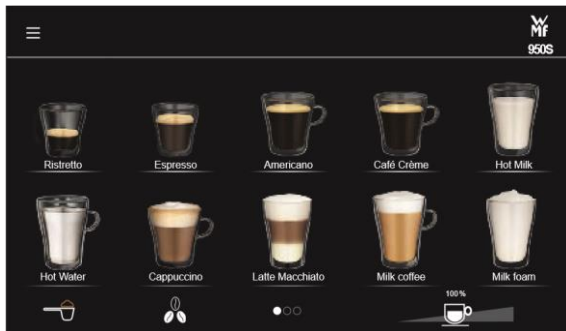 WMF
950S
Ristretto
Espresso
Americano
Café Crème
Hot Milk
Hot Water
Cappuccino
Latte Macchiato
Milk coffee
Milk foam
100%